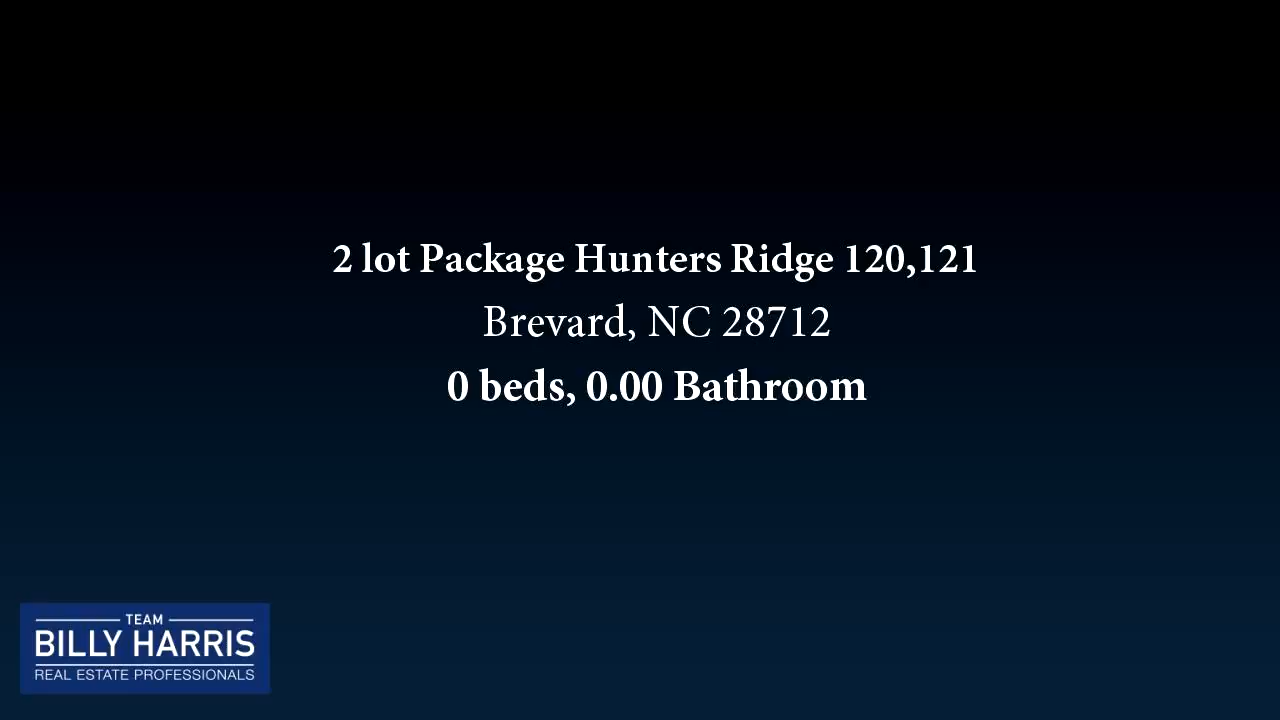 2 lot Package Hunters Ridge 120,121
Brevard, NC 28712
0 beds, 0.00 Bathroom
TEAM
BILLY HARRIS
REAL ESTATE PROFESSIONALS